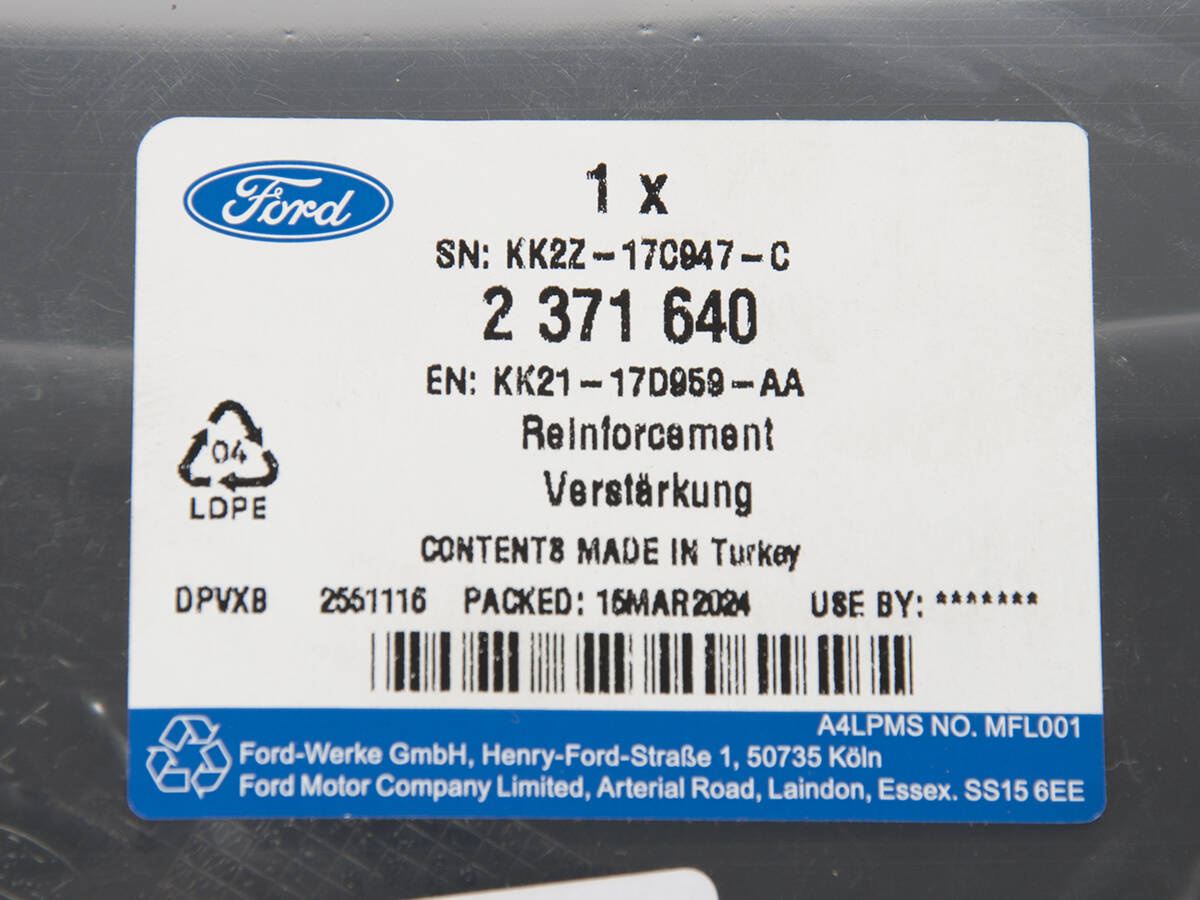 Ford
1 x
SN: KK2Z-17C947-C
2 371 640
EN: KK21-17D959-AA
Reinforcement
Verstärkung
04
LDPE
CONTENTS MADE IN Turkey
DPVXB 2551116 PACKED: 15MAR2024 USE BY: *******
A4LPMS NO. MFL001
Ford-Werke GmbH, Henry-Ford-Straße 1, 50735 Köln
Ford Motor Company Limited, Arterial Road, Laindon, Essex. SS15 6EE